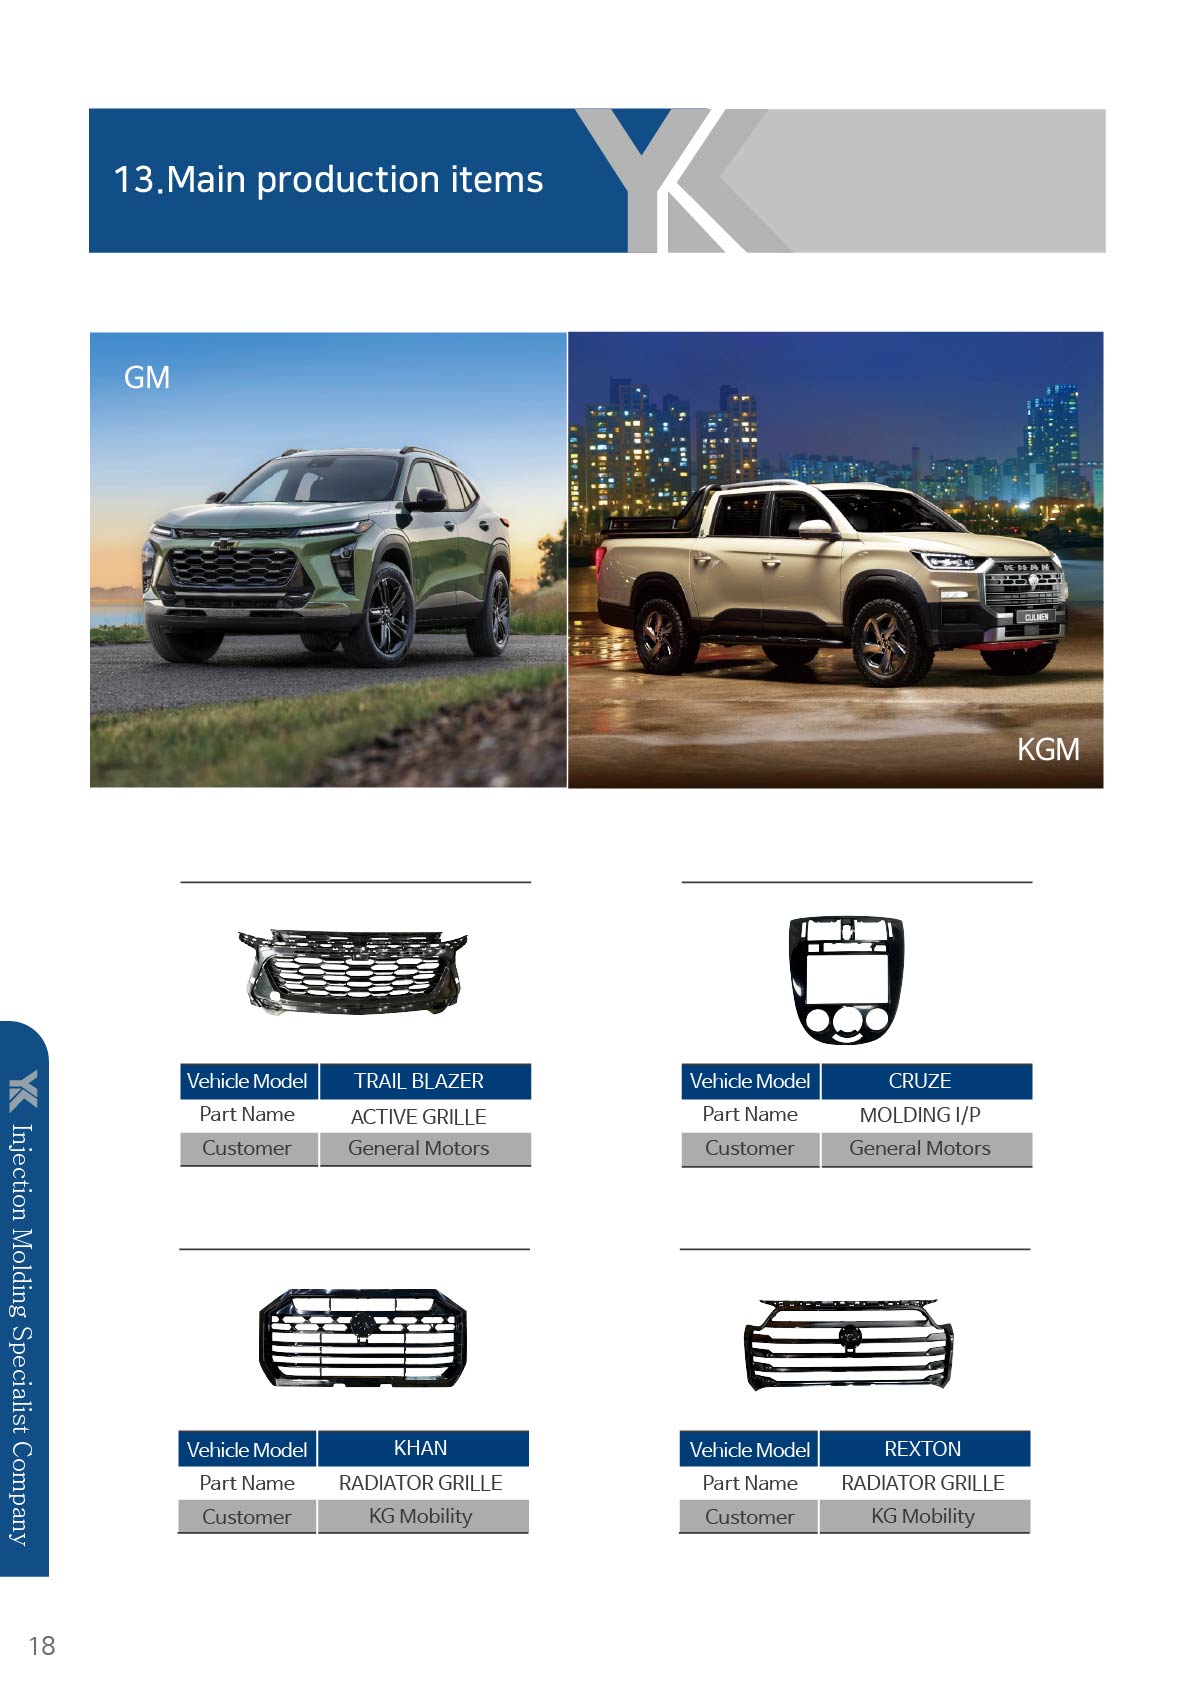 13.Main production items
YK
GM
KHAN
CULMEN
KGM
Vehicle Model TRAIL BLAZER
Part Name ACTIVE GRILLE
Customer General Motors
Vehicle Model CRUZE
Part Name MOLDING I/P
Customer General Motors
Vehicle Model KHAN
Part Name RADIATOR GRILLE
Customer KG Mobility
Vehicle Model REXTON
Part Name RADIATOR GRILLE
Customer KG Mobility
YK Injection Molding Specialist Company
18